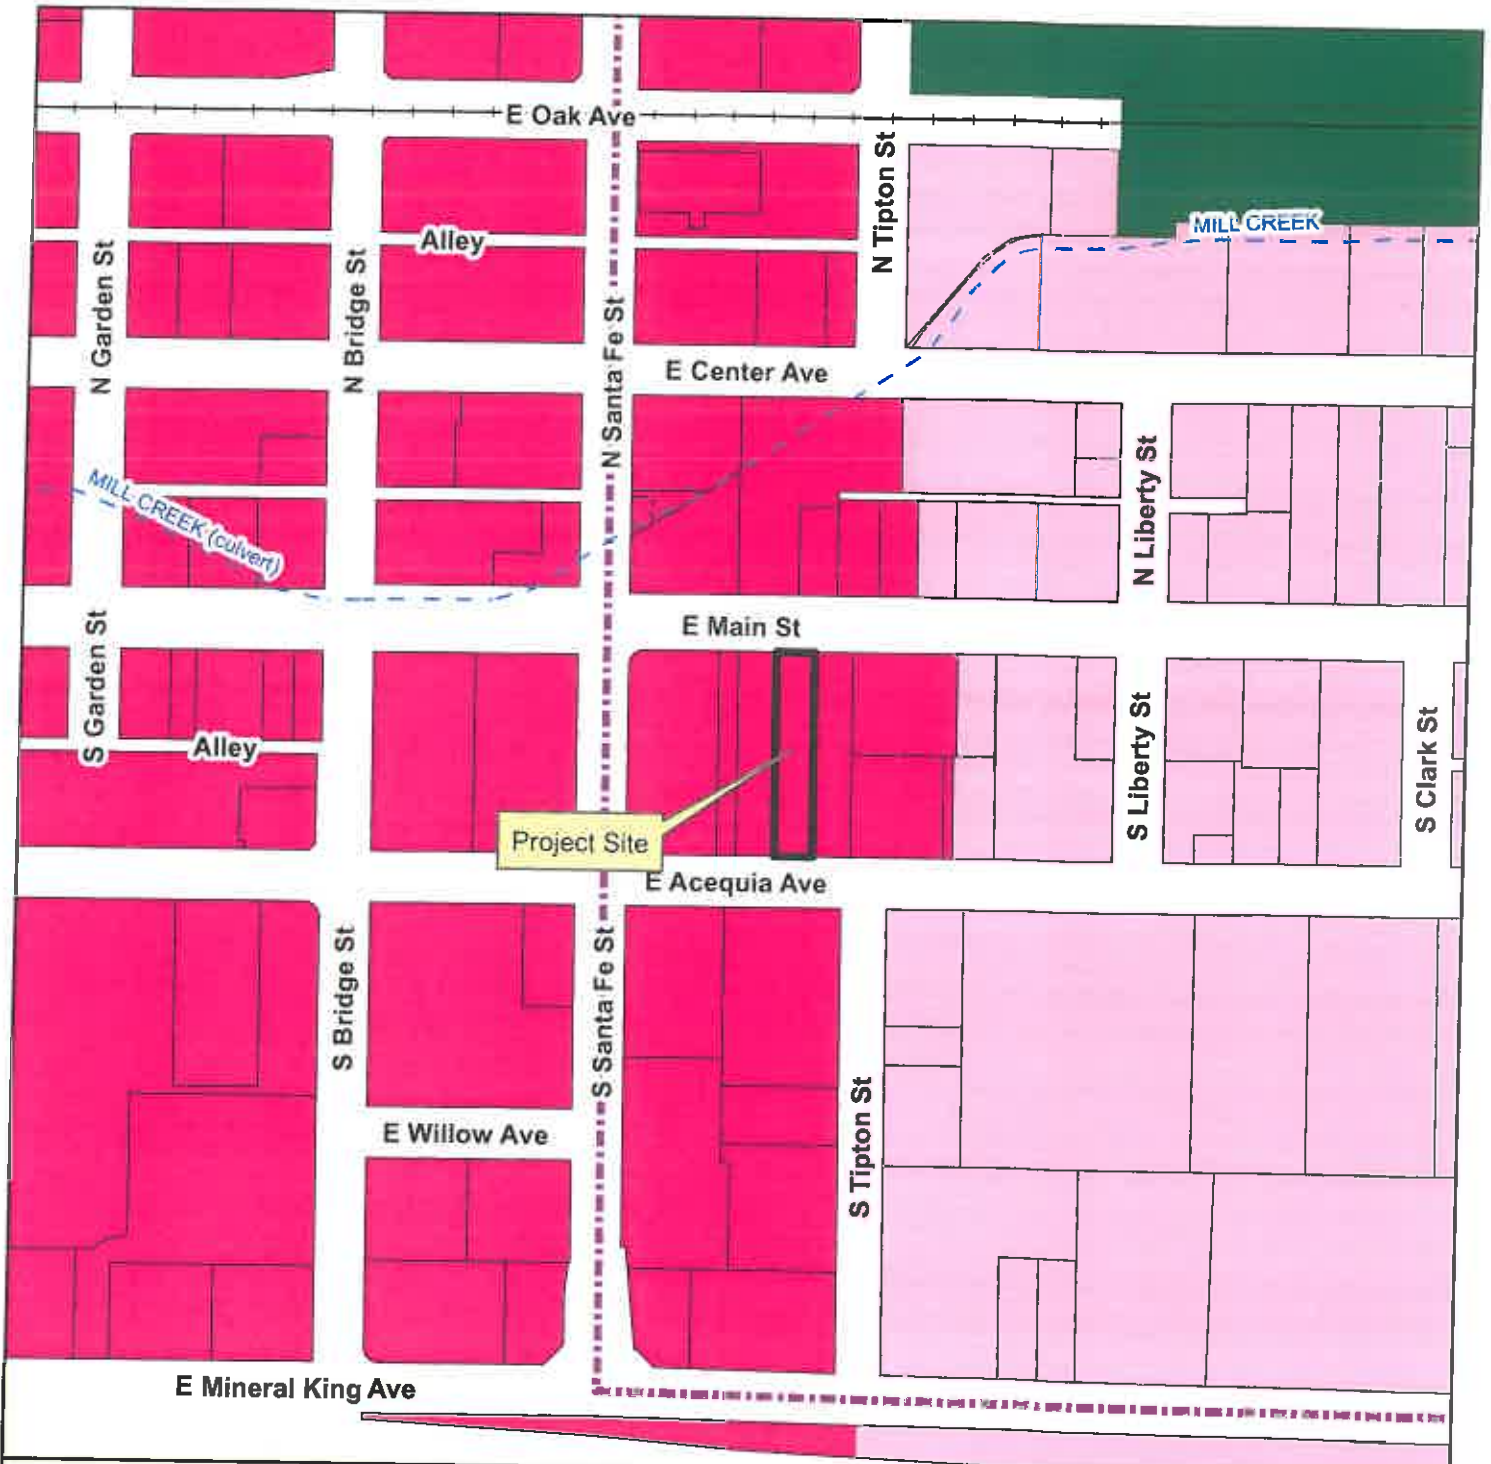 E Oak Ave
N Tipton St
MILL CREEK
Alley
N Garden St
N Bridge St
N Santa Fe St
E Center Ave
MILL CREEK (culvert)
N Liberty St
E Main St
S Garden St
Alley
S Liberty St
S Clark St
Project Site
E Acequia Ave
S Bridge St
S Santa Fe St
E Willow Ave
S Tipton St
E Mineral King Ave